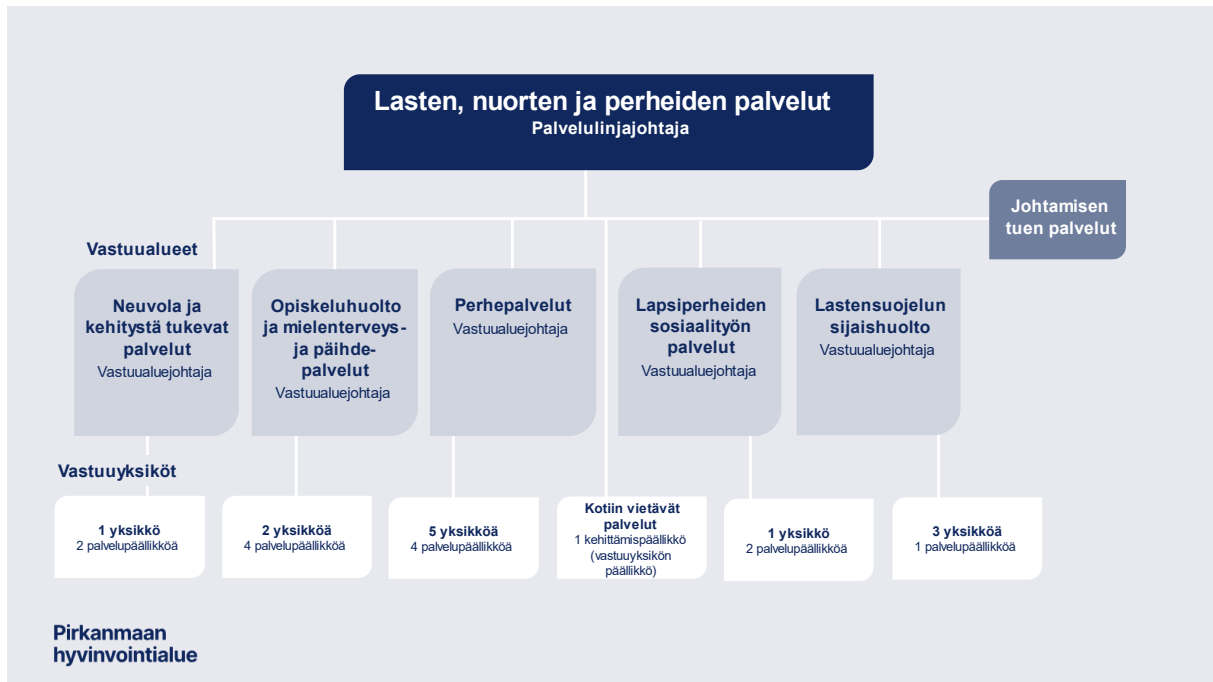 Lasten, nuorten ja perheiden palvelut
Palvelulinjajohtaja
Johtamisen
tuen palvelut
Vastuualueet
Neuvola ja
kehitystä tukevat
palvelut
Vastuualuejohtaja
Opiskeluhuolto
ja mielenterveys-
ja päihde-
palvelut
Vastuualuejohtaja
Perhepalvelut
Vastuualuejohtaja
Lapsiperheiden
sosiaalityön
palvelut
Vastuualuejohtaja
Lastensuojelun
sijaishuolto
Vastuualuejohtaja
Vastuuyksiköt
1 yksikkö
2 palvelupäällikköä
2 yksikköä
4 palvelupäällikköä
5 yksikköä
4 palvelupäällikköä
Kotiin vietävät
palvelut
1 kehittämispäällikkö
(vastuuyksikön
päällikkö)
1 yksikkö
2 palvelupäällikköä
3 yksikköä
1 palvelupäällikkö
Pirkanmaan
hyvinvointialue